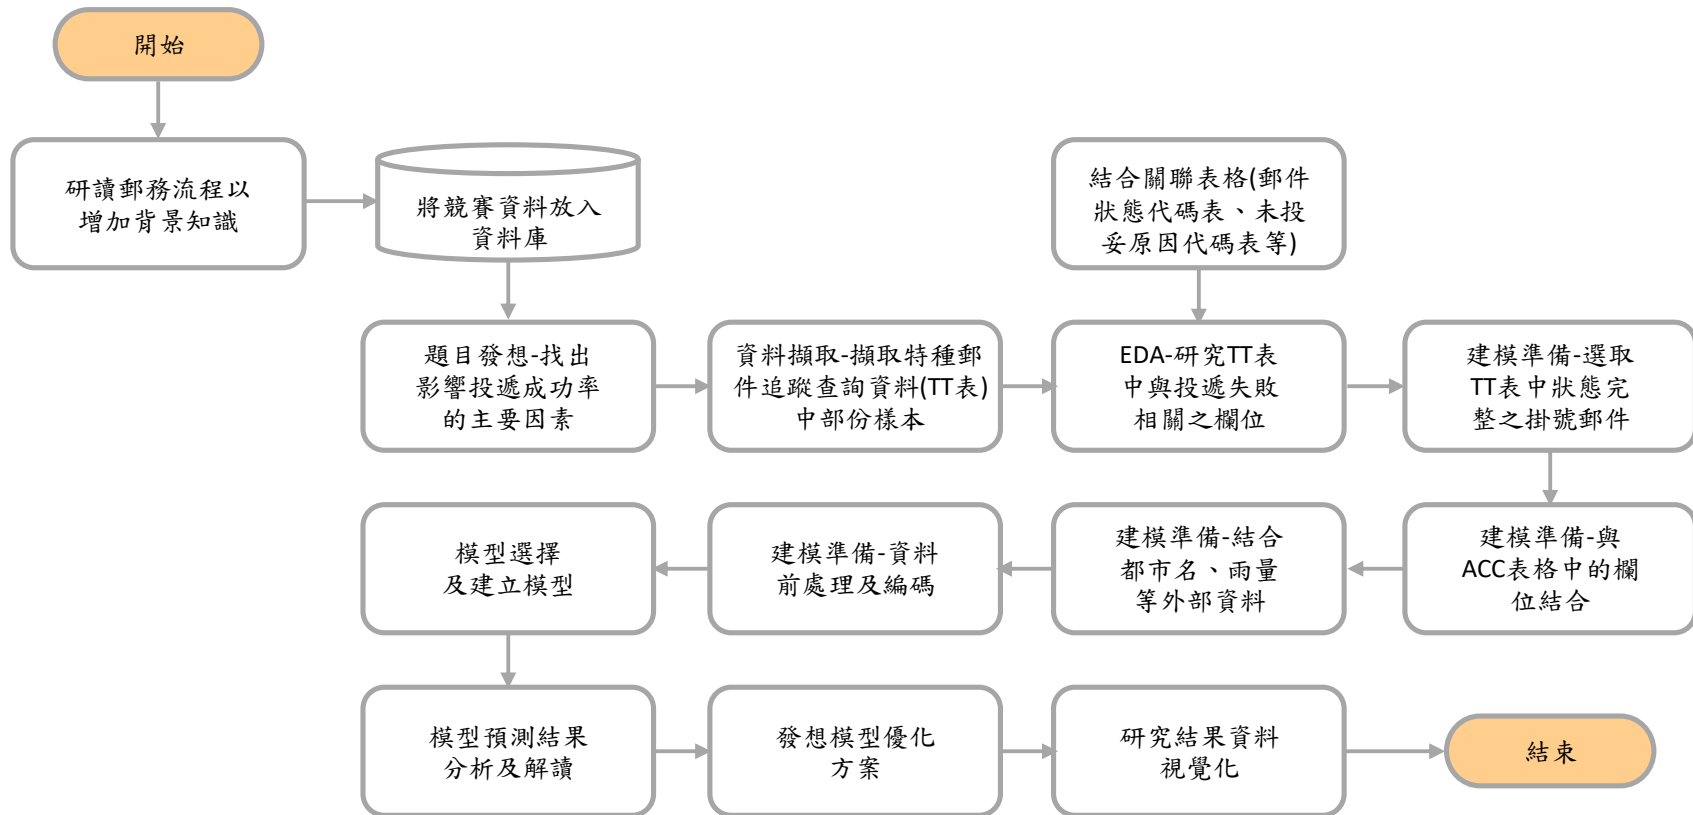 開始
研讀郵務流程以
增加背景知識
將競賽資料放入
資料庫
結合關聯表格(郵件
狀態代碼表、未投
妥原因代碼表等)
題目發想-找出
影響投遞成功率
的主要因素
資料擷取-擷取特種郵
件追蹤查詢資料(TT表)
中部份樣本
EDA-研究TT表
中與投遞失敗
相關之欄位
建模準備-選取
TT表中狀態完
整之掛號郵件
建模準備-與
ACC表格中的欄
位結合
建模準備-結合
都市名、雨量
等外部資料
建模準備-資料
前處理及編碼
模型選擇
及建立模型
模型預測結果
分析及解讀
發想模型優化
方案
研究結果資料
視覺化
結束